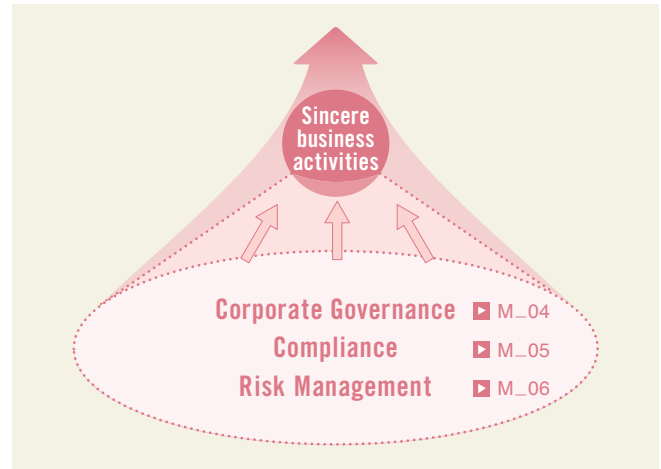 Sincere
business
activities
Corporate Governance M_04
Compliance M_05
Risk Management M_06